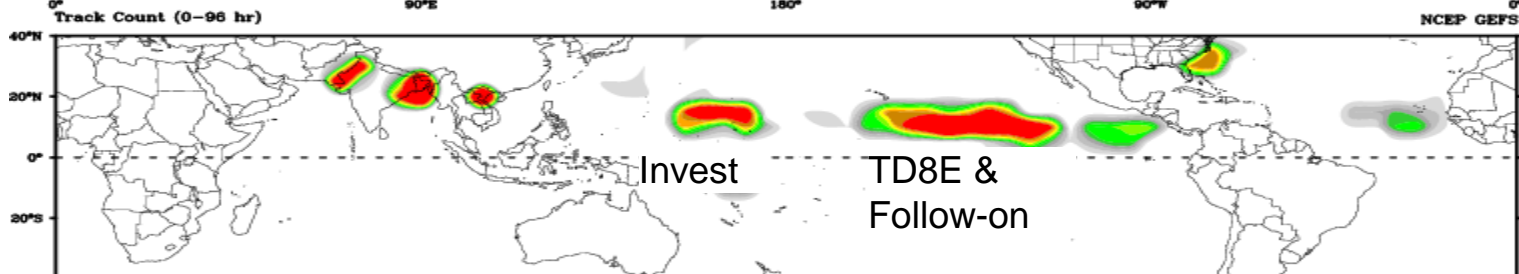 0° 90°E 180° 90°W 0°
Track Count (0-96 hr) NCEP GEFS
40°N
20°N
0°
20°S
Invest
TD8E &
Follow-on